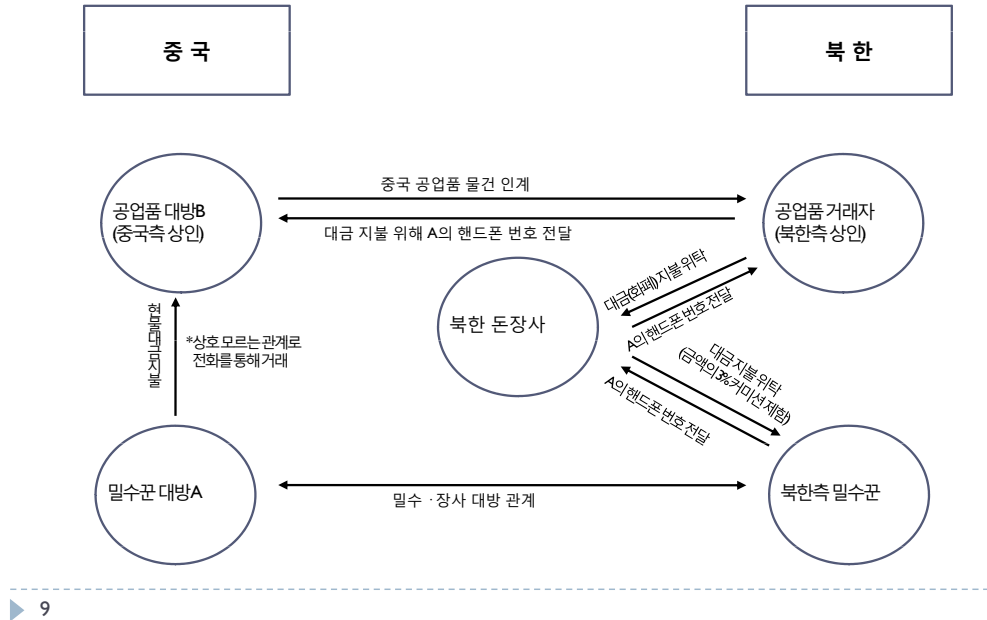 중 국
북 한
중국 공업품 물건 인계
대금 지불 위해 A의 핸드폰 번호 전달
공업품 대방B
(중국측 상인)
공업품 거래자
(북한측 상인)
대금(화폐)지불 위탁
A의 핸드폰 번호 전달
북한 돈장사
현물대금지불
*상호 모르는 관계로
전화를 통해 거래
대금 지불 위탁
(금액의 3%커미션 제함)
A의 핸드폰 번호 전달
밀수꾼 대방A
밀수 ·장사 대방 관계
북한측 밀수꾼
9